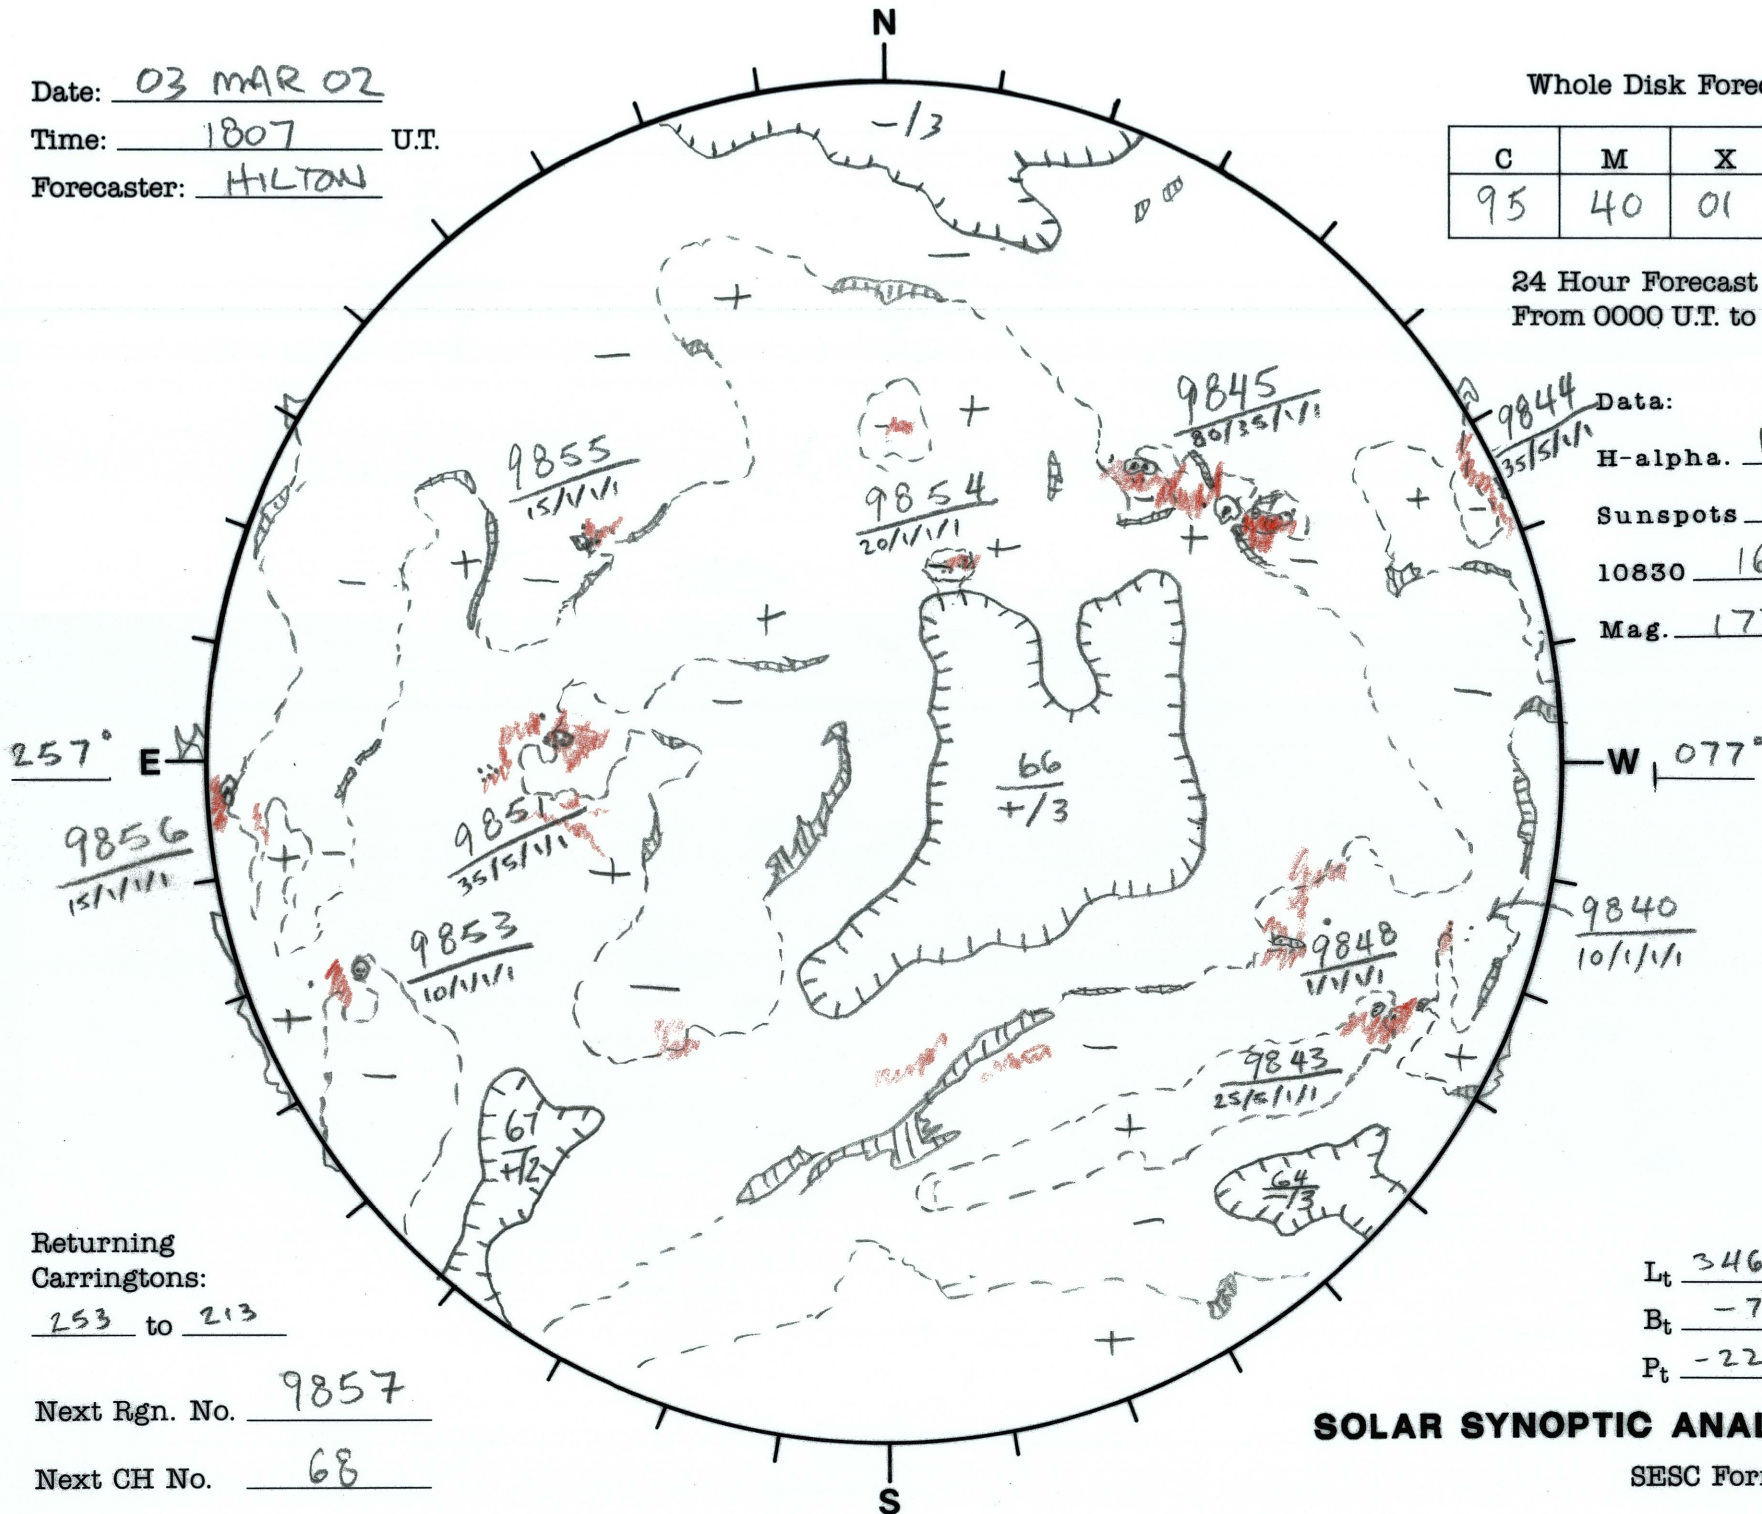 N
Date: 03 MAR 02
Time: 1807 U.T.
Forecaster: HILTON
Whole Disk Fore
C M X
95 40 01
24 Hour Forecast
From 0000 U.T. to
-/3
9845
80/35/1/1
9844
35/5/1/1
Data:
H-alpha.
Sunspots
10830 16
Mag. 17
9855
15/1/1/1
9854
20/1/1/1
257° E
W 077°
66
+/3
9851
35/5/1/1
9856
15/1/1/1
9853
10/1/1/1
9848
1/1/1/1
9840
10/1/1/1
9843
25/5/1/1
67
+/2
64
-/3
Returning
Carringtons:
253 to 213
Lt 346
Bt -7
Pt -22
Next Rgn. No. 9857
Next CH No. 68
SOLAR SYNOPTIC ANAL
SESC For
S